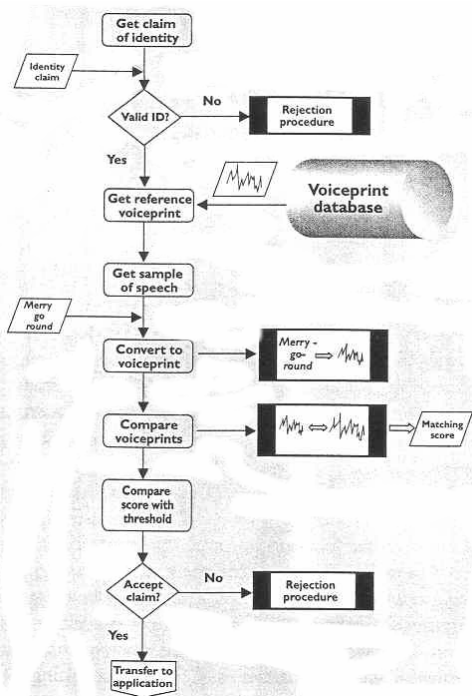 Get claim
of identity
Identity
claim
Valid ID?
No
Rejection
procedure
Yes
Get reference
voiceprint
Voiceprint
database
Get sample
of speech
Merry
go
round
Convert to
voiceprint
Merry -
go-
round
Compare
voiceprints
Matching
score
Compare
score with
threshold
Accept
claim?
No
Rejection
procedure
Yes
Transfer to
application